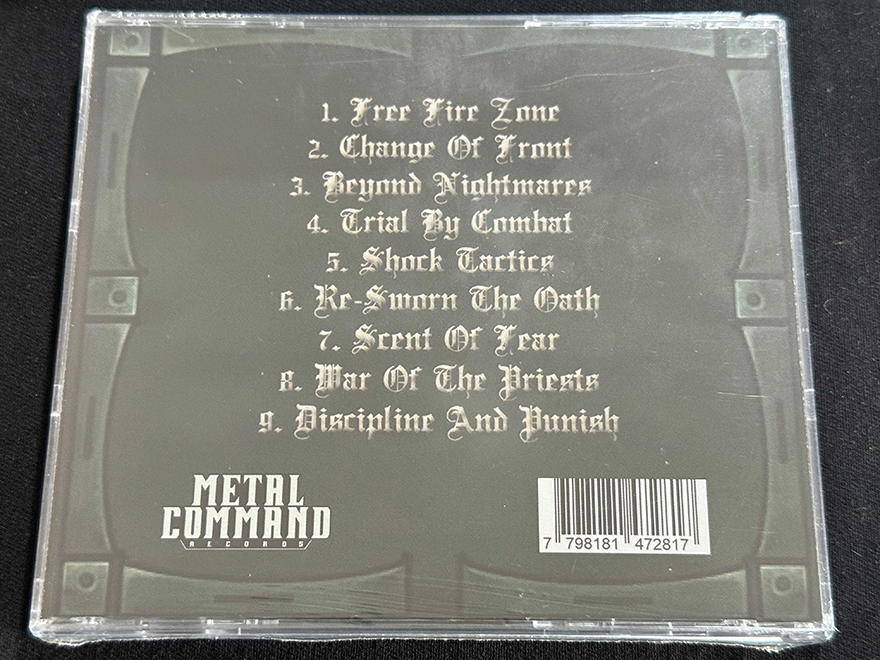 1. Free Fire Zone
2. Change Of Front
3. Beyond Nightmares
4. Trial By Combat
5. Shock Tactics
6. Re-Sworn The Oath
7. Scent Of Fear
8. War Of The Priests
9. Discipline And Punish
METAL
COMMAND
RECORDS
7 798181 472817